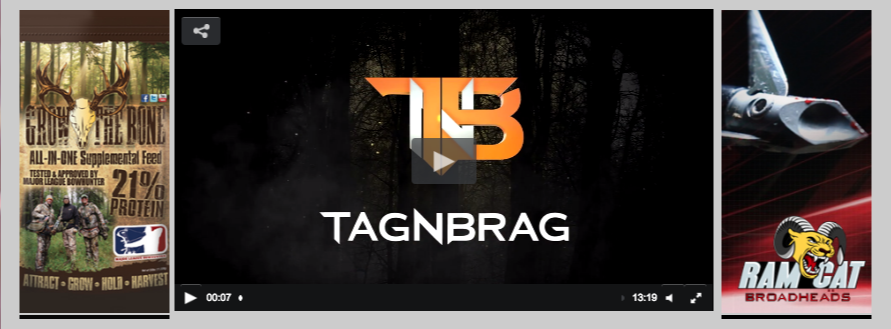 GROW THE BONE
ALL-IN-ONE Supplemental Feed
TESTED & APPROVED BY
MAJOR LEAGUE BOWHUNTER
21%
PROTEIN
ATTRACT • GROW • HOLD • HARVEST
TNB
TAGNBRAG
00:07
13:19
RAM CAT
BROADHEADS